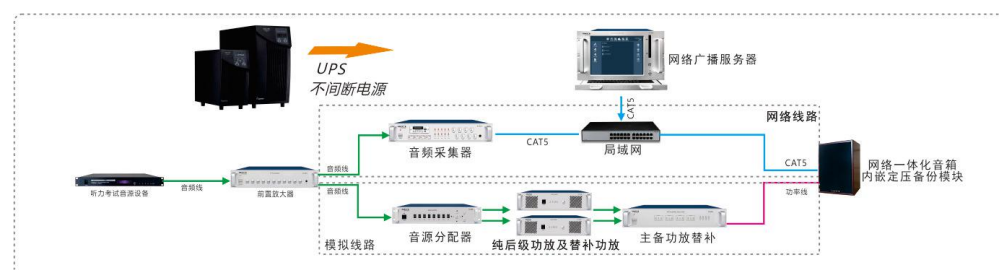 UPS
不间断电源
网络广播服务器
CAT5
网络线路
音频采集器
CAT5
局域网
CAT5
网络一体化音箱
内嵌定压备份模块
听力考试音源设备
音频线
前置放大器
音频线
音频线
功率线
模拟线路
音源分配器
纯后级功放及替补功放
主备功放替补